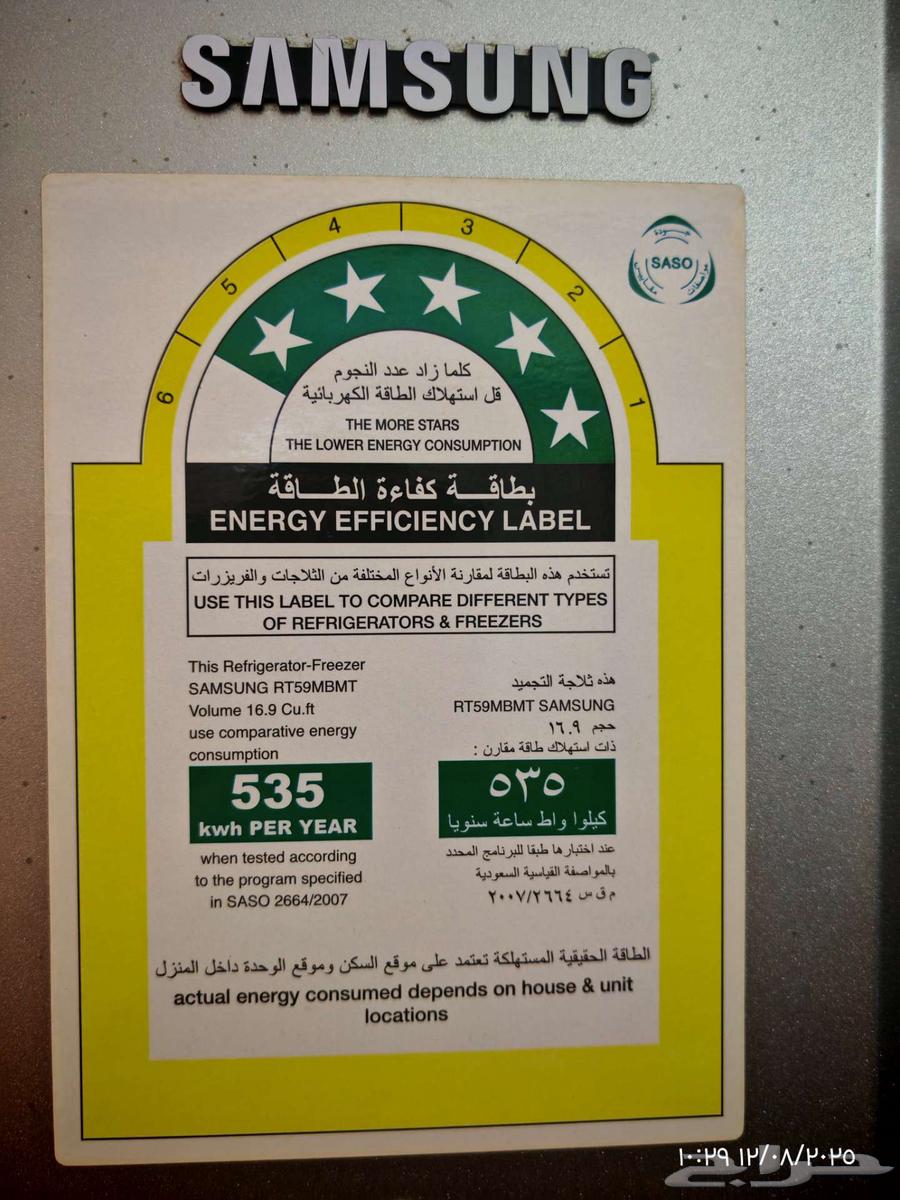 SAMSUNG
6 5 4 3 2 1
جودة
SASO
مقاييس
مواصفات
كلما زاد عدد النجوم
قل استهلاك الطاقة الكهربائية
THE MORE STARS
THE LOWER ENERGY CONSUMPTION
بطاقـــة كفاءة الطـــاقة
ENERGY EFFICIENCY LABEL
تستخدم هذه البطاقة لمقارنة الأنواع المختلفة من الثلاجات والفريزرات
USE THIS LABEL TO COMPARE DIFFERENT TYPES
OF REFRIGERATORS & FREEZERS
This Refrigerator-Freezer
SAMSUNG RT59MBMT
Volume 16.9 Cu.ft
use comparative energy
consumption
535
kwh PER YEAR
when tested according
to the program specified
in SASO 2664/2007
هذه ثلاجة التجميد
RT59MBMT SAMSUNG
حجم ١٦.٩
ذات استهلاك طاقة مقارن :
٥٣٥
كيلوا واط ساعة سنويا
عند اختبارها طبقا للبرنامج المحدد
بالمواصفة القياسية السعودية
م ق س ٢٠٠٧/٢٦٦٤
الطاقة الحقيقية المستهلكة تعتمد على موقع السكن وموقع الوحدة داخل المنزل
actual energy consumed depends on house & unit
locations
١٠:٢٩ ١٢/٠٨/٢٠٢٥
حراج